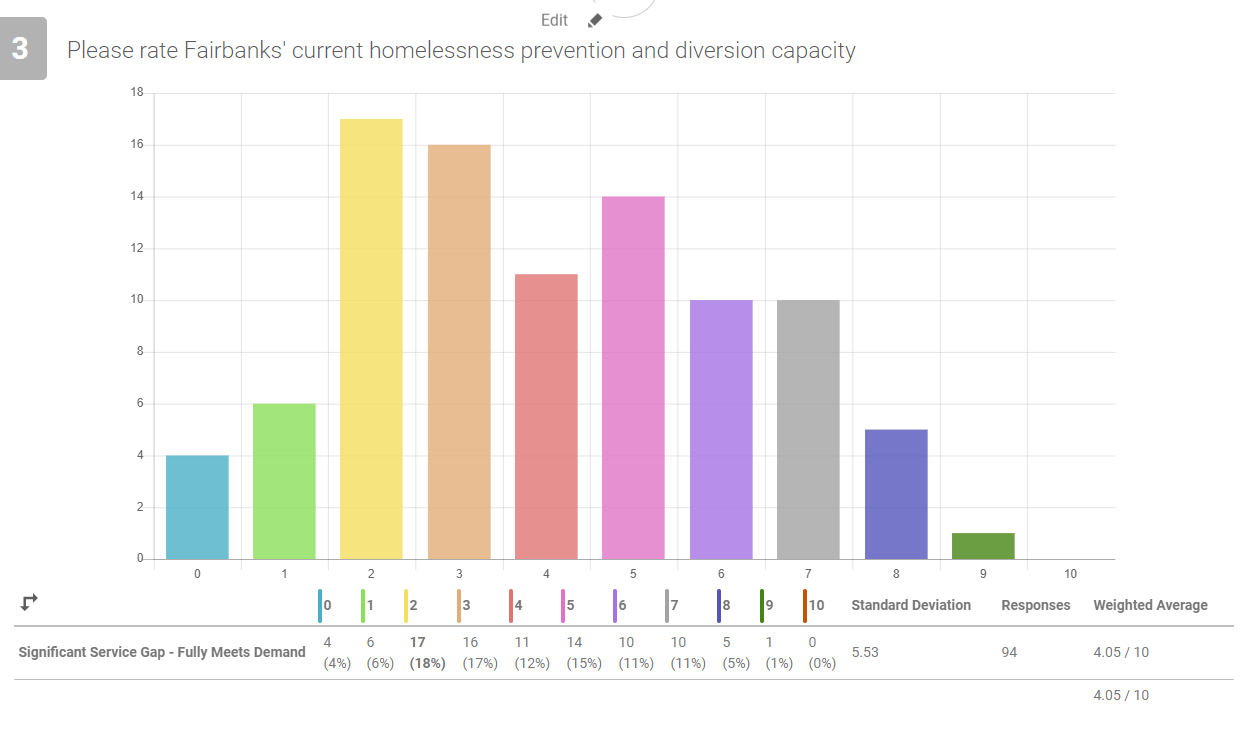 Edit
3
Please rate Fairbanks' current homelessness prevention and diversion capacity
18
16
14
12
10
8
6
4
2
0
0 1 2 3 4 5 6 7 8 9 10
0 1 2 3 4 5 6 7 8 9 10 Standard Deviation Responses Weighted Average
Significant Service Gap - Fully Meets Demand
4 6 17 16 11 14 10 10 5 1 0
(4%) (6%) (18%) (17%) (12%) (15%) (11%) (11%) (5%) (1%) (0%)
5.53 94 4.05 / 10
4.05 / 10